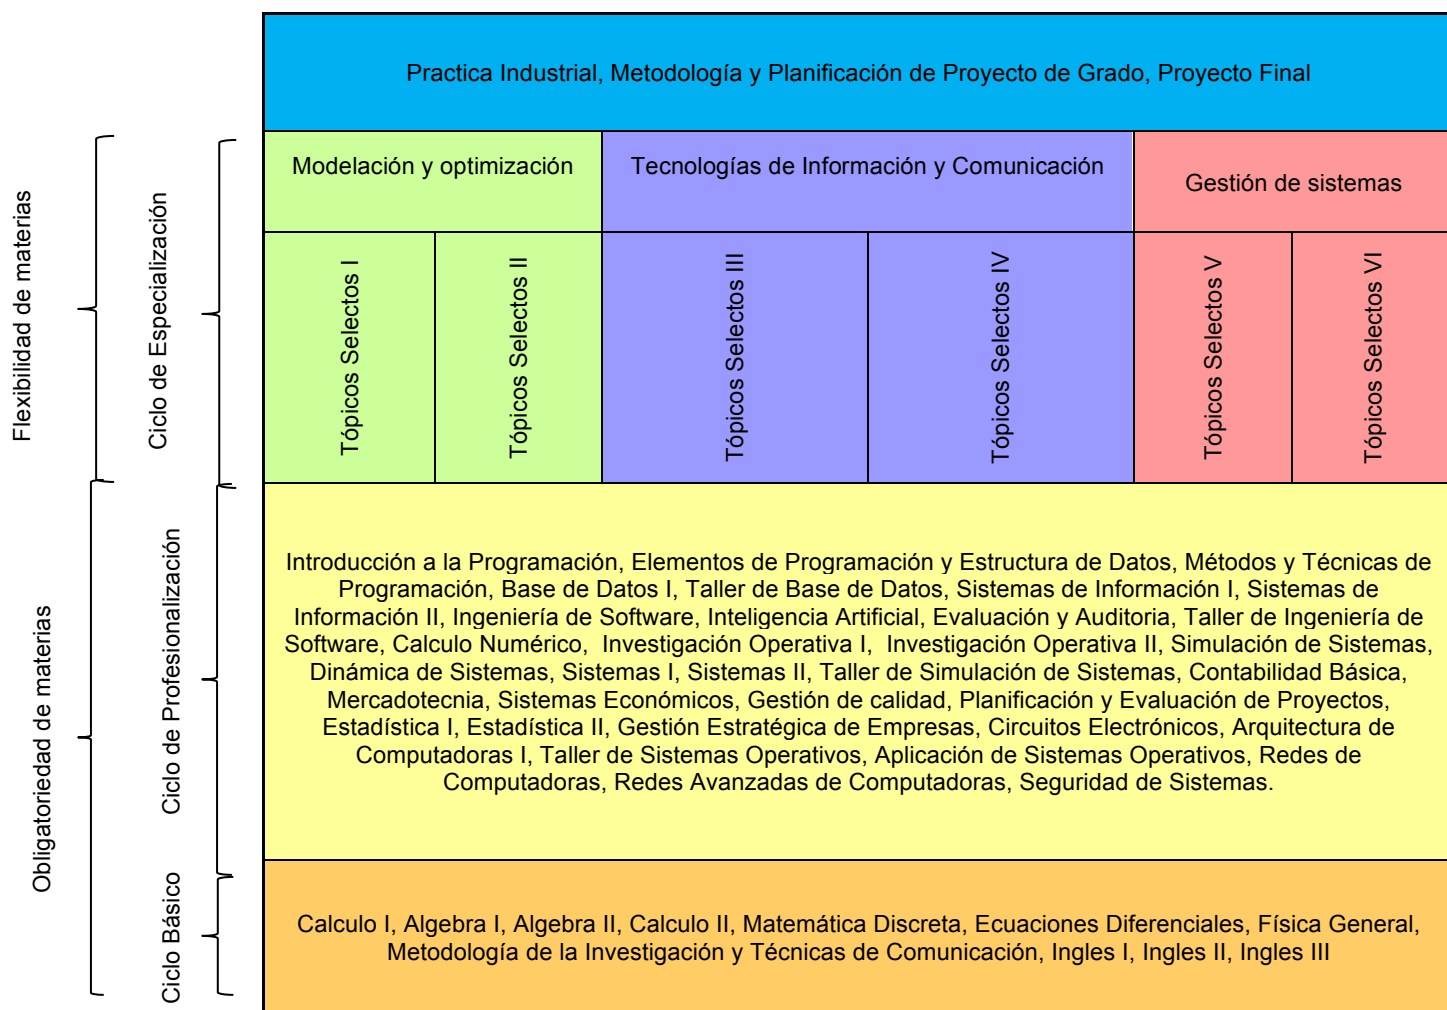 Practica Industrial, Metodología y Planificación de Proyecto de Grado, Proyecto Final
Flexibilidad de materias
Ciclo de Especialización
Modelación y optimización
Tecnologías de Información y Comunicación
Gestión de sistemas
Tópicos Selectos I
Tópicos Selectos II
Tópicos Selectos III
Tópicos Selectos IV
Tópicos Selectos V
Tópicos Selectos VI
Obligatoriedad de materias
Ciclo de Profesionalización
Introducción a la Programación, Elementos de Programación y Estructura de Datos, Métodos y Técnicas de
Programación, Base de Datos I, Taller de Base de Datos, Sistemas de Información I, Sistemas de
Información II, Ingeniería de Software, Inteligencia Artificial, Evaluación y Auditoria, Taller de Ingeniería de
Software, Calculo Numérico, Investigación Operativa I, Investigación Operativa II, Simulación de Sistemas,
Dinámica de Sistemas, Sistemas I, Sistemas II, Taller de Simulación de Sistemas, Contabilidad Básica,
Mercadotecnia, Sistemas Económicos, Gestión de calidad, Planificación y Evaluación de Proyectos,
Estadística I, Estadística II, Gestión Estratégica de Empresas, Circuitos Electrónicos, Arquitectura de
Computadoras I, Taller de Sistemas Operativos, Aplicación de Sistemas Operativos, Redes de
Computadoras, Redes Avanzadas de Computadoras, Seguridad de Sistemas.
Ciclo Básico
Calculo I, Algebra I, Algebra II, Calculo II, Matemática Discreta, Ecuaciones Diferenciales, Física General,
Metodología de la Investigación y Técnicas de Comunicación, Ingles I, Ingles II, Ingles III